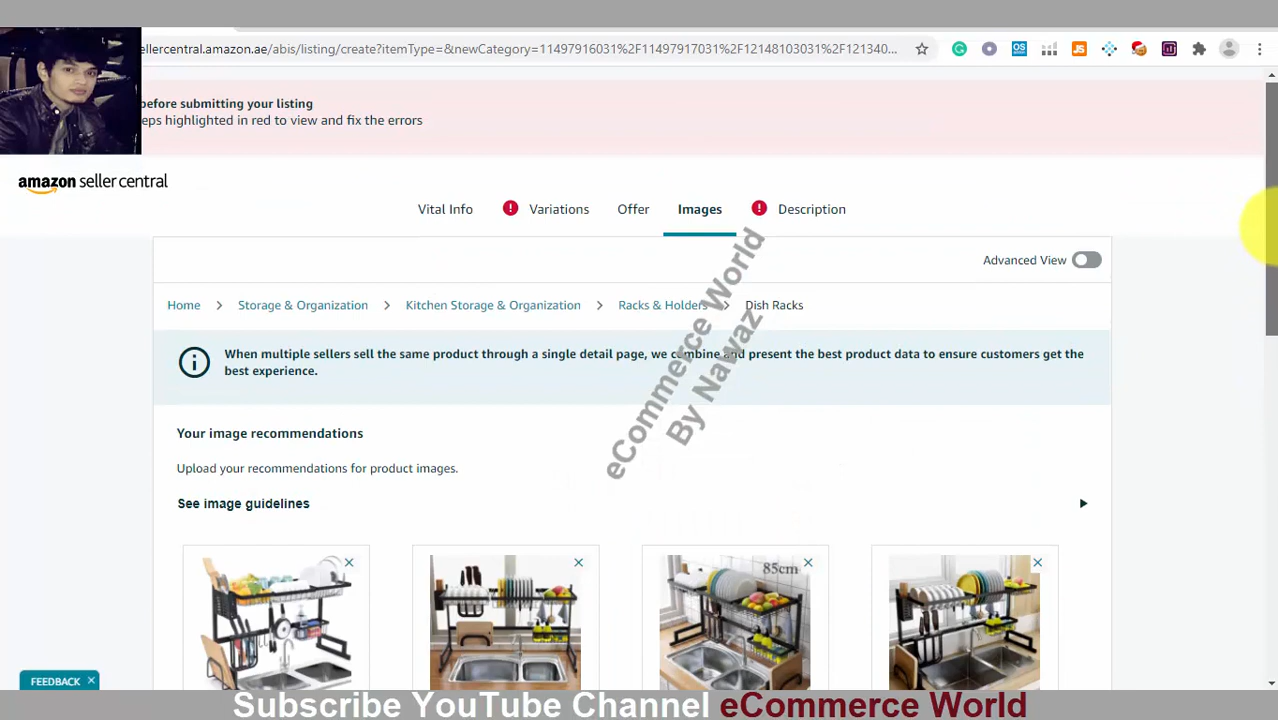 ellercentral.amazon.ae/abis/listing/create?itemType=&newCategory=11497916031%2F11497917031%2F12148103031%2F121340...
before submitting your listing
eps highlighted in red to view and fix the errors
amazon seller central
Vital Info
Variations
Offer
Images
Description
Advanced View
Home > Storage & Organization > Kitchen Storage & Organization > Racks & Holders > Dish Racks
When multiple sellers sell the same product through a single detail page, we combine and present the best product data to ensure customers get the
best experience.
eCommerce World
By Nawaz
Your image recommendations
Upload your recommendations for product images.
See image guidelines
85cm
FEEDBACK
Subscribe YouTube Channel eCommerce World